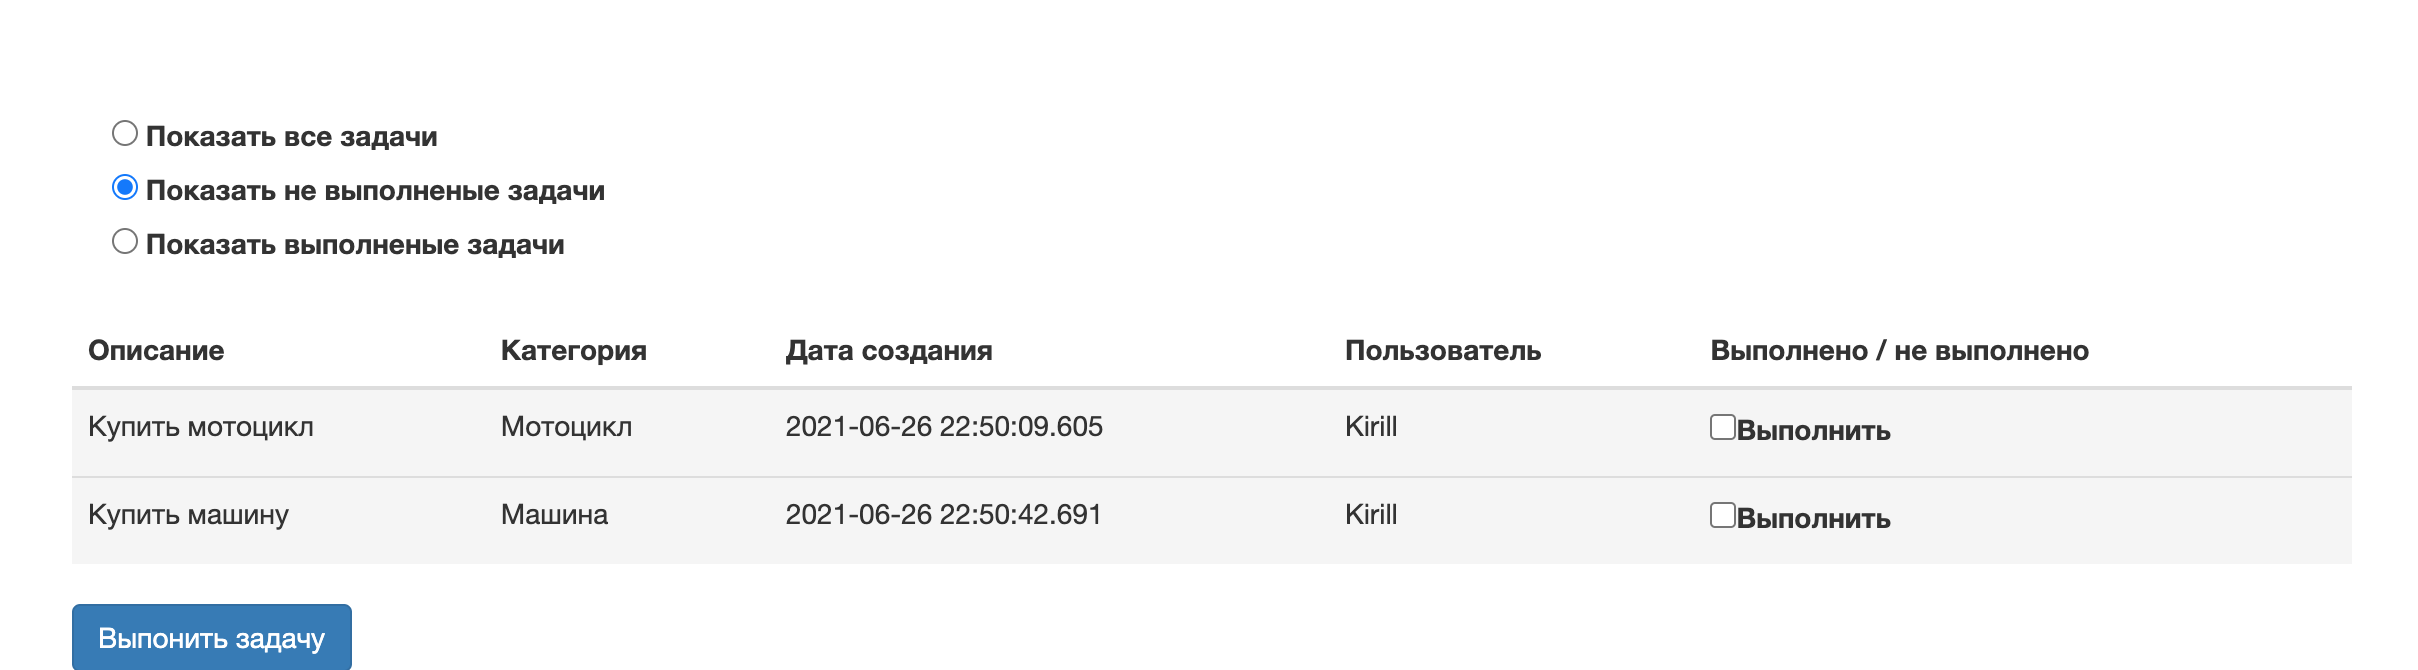 Показать все задачи
Показать не выполненые задачи
Показать выполненые задачи
Описание Категория Дата создания Пользователь Выполнено / не выполнено
Купить мотоцикл Мотоцикл 2021-06-26 22:50:09.605 Kirill Выполнить
Купить машину Машина 2021-06-26 22:50:42.691 Kirill Выполнить
Выпонить задачу